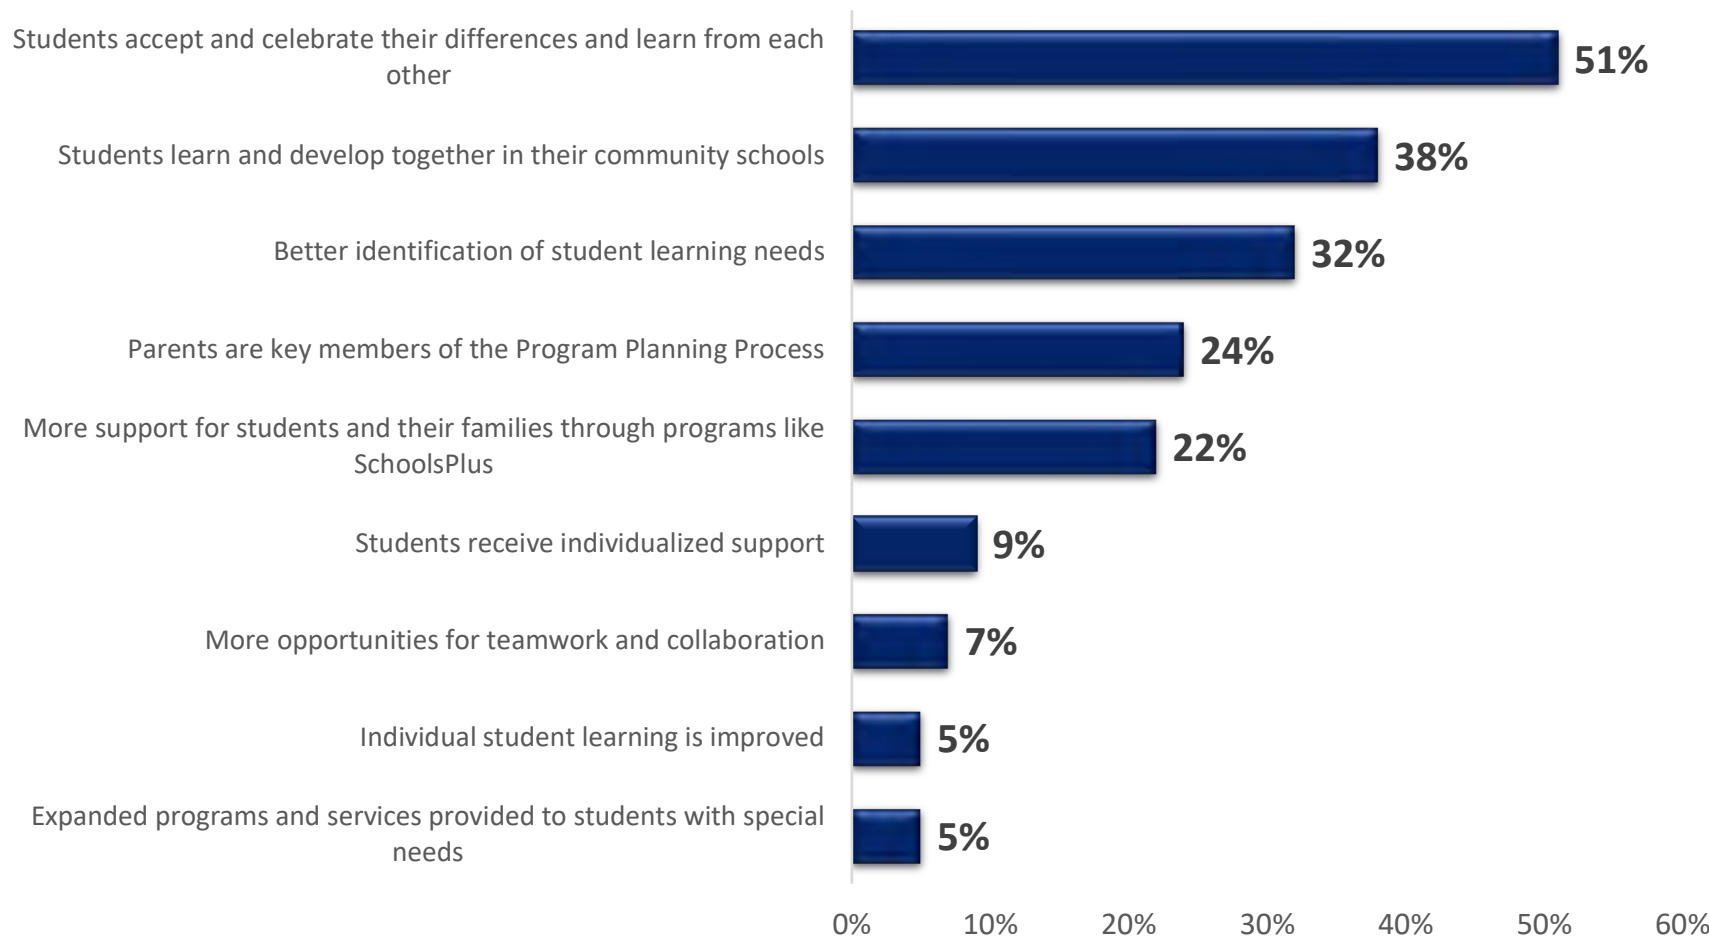 Students accept and celebrate their differences and learn from each
other
51%
Students learn and develop together in their community schools
38%
Better identification of student learning needs
32%
Parents are key members of the Program Planning Process
24%
More support for students and their families through programs like
SchoolsPlus
22%
Students receive individualized support
9%
More opportunities for teamwork and collaboration
7%
Individual student learning is improved
5%
Expanded programs and services provided to students with special
needs
5%
0% 10% 20% 30% 40% 50% 60%